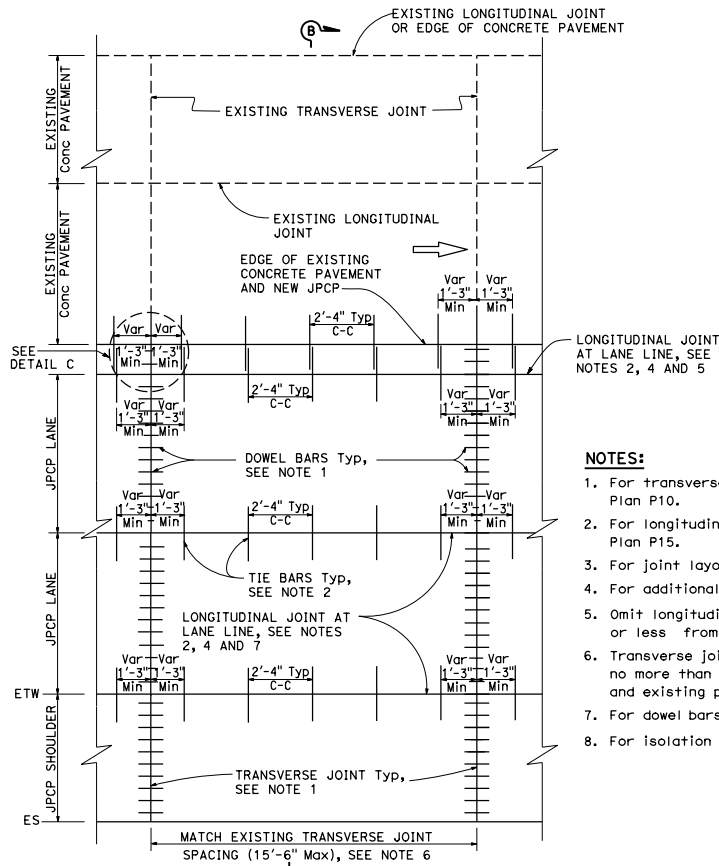 B
EXISTING LONGITUDINAL JOINT
OR EDGE OF CONCRETE PAVEMENT
EXISTING
Conc PAVEMENT
EXISTING TRANSVERSE JOINT
EXISTING LONGITUDINAL
JOINT
EXISTING
Conc PAVEMENT
EDGE OF EXISTING
CONCRETE PAVEMENT
AND NEW JPCP
Var Var
1'-3" 1'-3"
Min Min
Var Var
2'-4" Typ
C-C
SEE
DETAIL C
1'-3" 1'-3"
Min Min
LONGITUDINAL JOINT
AT LANE LINE, SEE
NOTES 2, 4 AND 5
2'-4" Typ
C-C
Var Var
1'-3" 1'-3"
Min Min
Var Var
1'-3" 1'-3"
Min Min
JPCP LANE
DOWEL BARS Typ,
SEE NOTE 1
Var Var
1'-3" 1'-3"
Min Min
2'-4" Typ
C-C
Var Var
1'-3" 1'-3"
Min Min
JPCP LANE
TIE BARS Typ,
SEE NOTE 2
LONGITUDINAL JOINT AT
LANE LINE, SEE NOTES
2, 4 AND 7
Var Var
1'-3" 1'-3"
Min Min
2'-4" Typ
C-C
Var Var
1'-3" 1'-3"
Min Min
ETW
JPCP SHOULDER
TRANSVERSE JOINT Typ,
SEE NOTE 1
ES
MATCH EXISTING TRANSVERSE JOINT
SPACING (15'-6" Max), SEE NOTE 6
NOTES:
1. For transverse
Plan P10.
2. For longitudin
Plan P15.
3. For joint layo
4. For additional
5. Omit longitudi
or less from
6. Transverse joi
no more than
and existing p
7. For dowel bars
8. For isolation